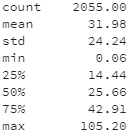 count 2055.00
mean 31.98
std 24.24
min 0.06
25% 14.44
50% 25.66
75% 42.91
max 105.20